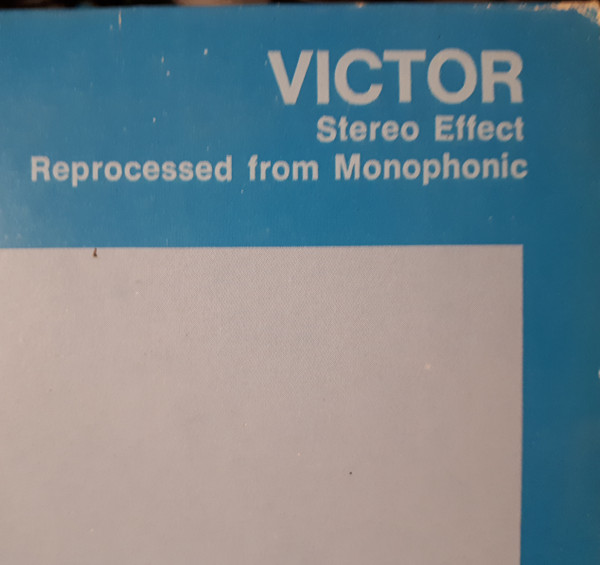 VICTOR
Stereo Effect
Reprocessed from Monophonic